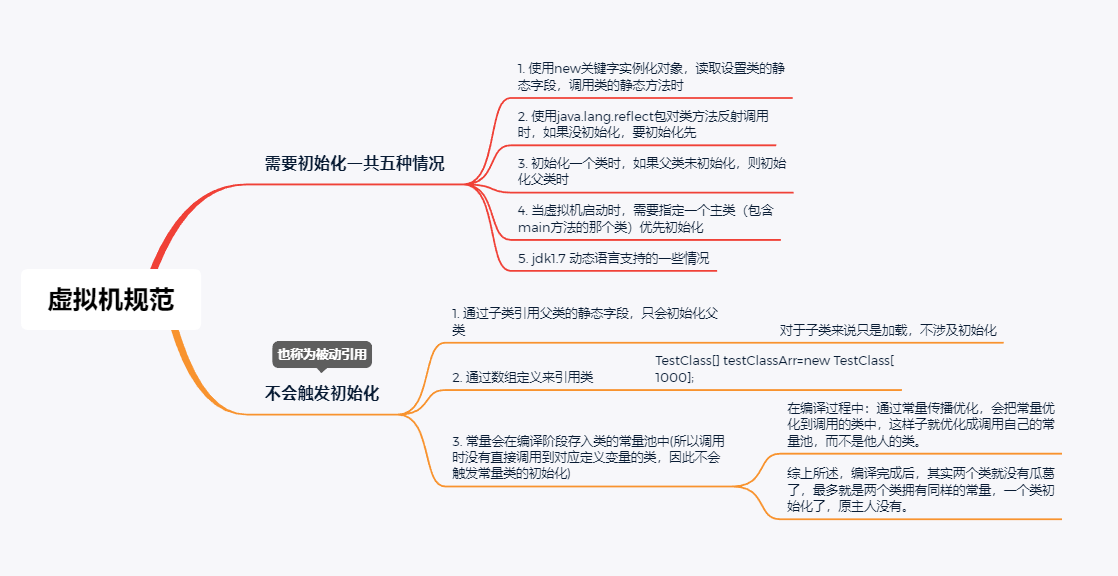 虚拟机规范
需要初始化一共五种情况
1. 使用new关键字实例化对象，读取设置类的静
态字段，调用类的静态方法时
2. 使用java.lang.reflect包对类方法反射调用
时，如果没初始化，要初始化先
3. 初始化一个类时，如果父类未初始化，则初始
化父类时
4. 当虚拟机启动时，需要指定一个主类（包含
main方法的那个类）优先初始化
5. jdk1.7 动态语言支持的一些情况
也称为被动引用
不会触发初始化
1. 通过子类引用父类的静态字段，只会初始化父
类
对于子类来说只是加载，不涉及初始化
2. 通过数组定义来引用类
TestClass[] testClassArr=new TestClass[
1000];
3. 常量会在编译阶段存入类的常量池中(所以调用
时没有直接调用到对应定义变量的类，因此不会
触发常量类的初始化)
在编译过程中：通过常量传播优化，会把常量优
化到调用的类中，这样子就优化成调用自己的常
量池，而不是他人的类。
综上所述，编译完成后，其实两个类就没有瓜葛
了，最多就是两个类拥有同样的常量，一个类初
始化了，原主人没有。